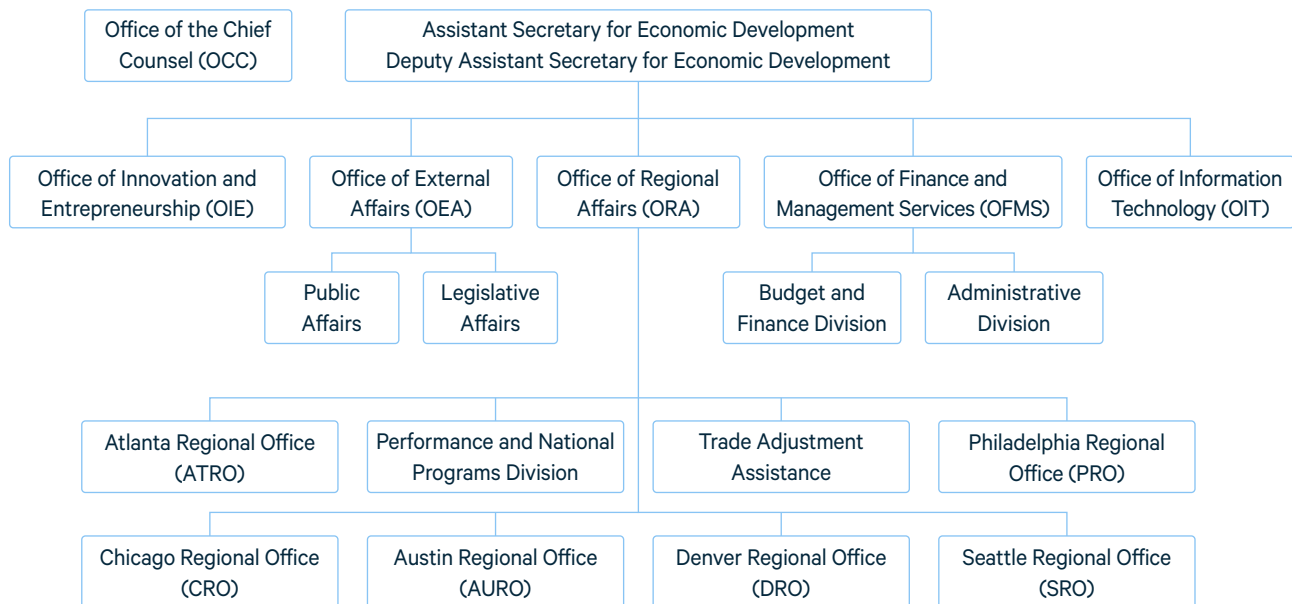 Office of the Chief
Counsel (OCC)
Assistant Secretary for Economic Development
Deputy Assistant Secretary for Economic Development
Office of Innovation and
Entrepreneurship (OIE)
Office of External
Affairs (OEA)
Office of Regional
Affairs (ORA)
Office of Finance and
Management Services (OFMS)
Office of Information
Technology (OIT)
Public
Affairs
Legislative
Affairs
Budget and
Finance Division
Administrative
Division
Atlanta Regional Office
(ATRO)
Performance and National
Programs Division
Trade Adjustment
Assistance
Philadelphia Regional
Office (PRO)
Chicago Regional Office
(CRO)
Austin Regional Office
(AURO)
Denver Regional Office
(DRO)
Seattle Regional Office
(SRO)